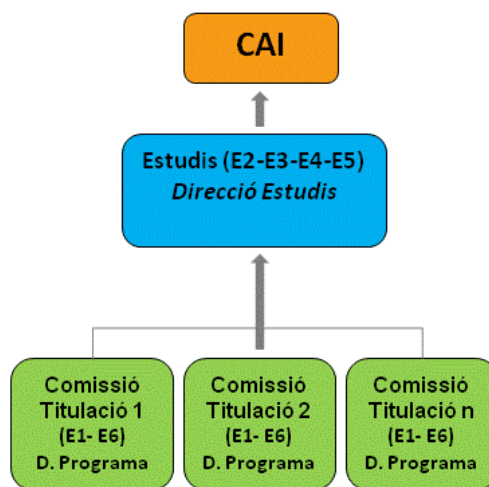 CAI
Estudis (E2-E3-E4-E5)
Direcció Estudis
Comissió
Titulació 1
(E1- E6)
D. Programa
Comissió
Titulació 2
(E1- E6)
D. Programa
Comissió
Titulació n
(E1- E6)
D. Programa